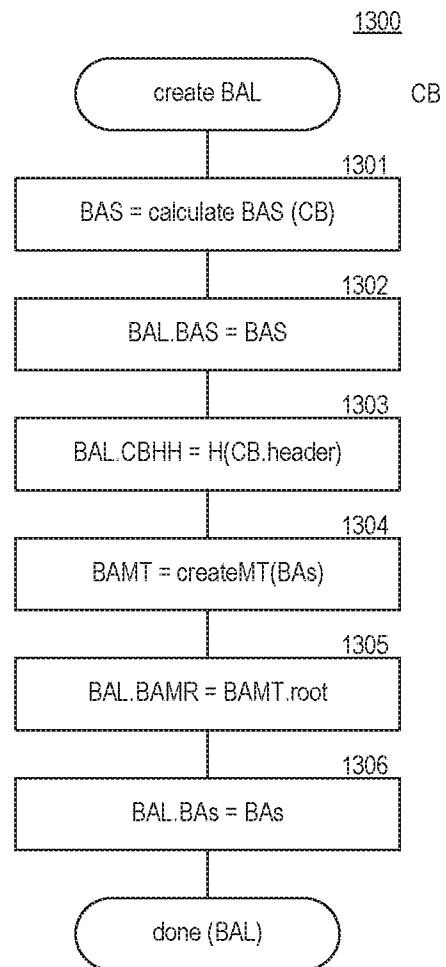 1300
create BAL
CB
1301
BAS = calculate BAS (CB)
1302
BAL.BAS = BAS
1303
BAL.CBHH = H(CB.header)
1304
BAMT = createMT(BAs)
1305
BAL.BAMR = BAMT.root
1306
BAL.BAs = BAs
done (BAL)